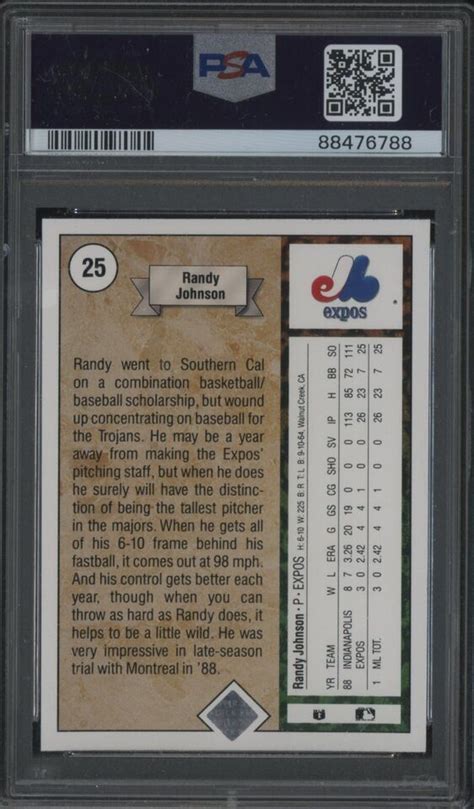 PSA
88476788
25
Randy
Johnson
expos
Randy went to Southern Cal
on a combination basketball/
baseball scholarship, but wound
up concentrating on baseball for
the Trojans. He may be a year
away from making the Expos'
pitching staff, but when he does
he surely will have the distinc-
tion of being the tallest pitcher
in the majors. When he gets all
of his 6-10 frame behind his
fastball, it comes out at 98 mph.
And his control gets better each
year, though when you can
throw as hard as Randy does, it
helps to be a little wild. He was
very impressive in late-season
trial with Montreal in '88.
Randy Johnson • P • EXPOS
H: 6-10 W: 225 B: R T: L B: 9-10-64, Walnut Creek, CA
YR TEAM W L ERA G GS CG SHO SV IP H BB SO
88 INDIANAPOLIS 8 7 3.26 20 19 0 0 0 113 85 72 111
EXPOS 3 0 2.42 4 4 1 0 0 26 23 7 25
1 ML TOT. 3 0 2.42 4 4 1 0 0 26 23 7 25